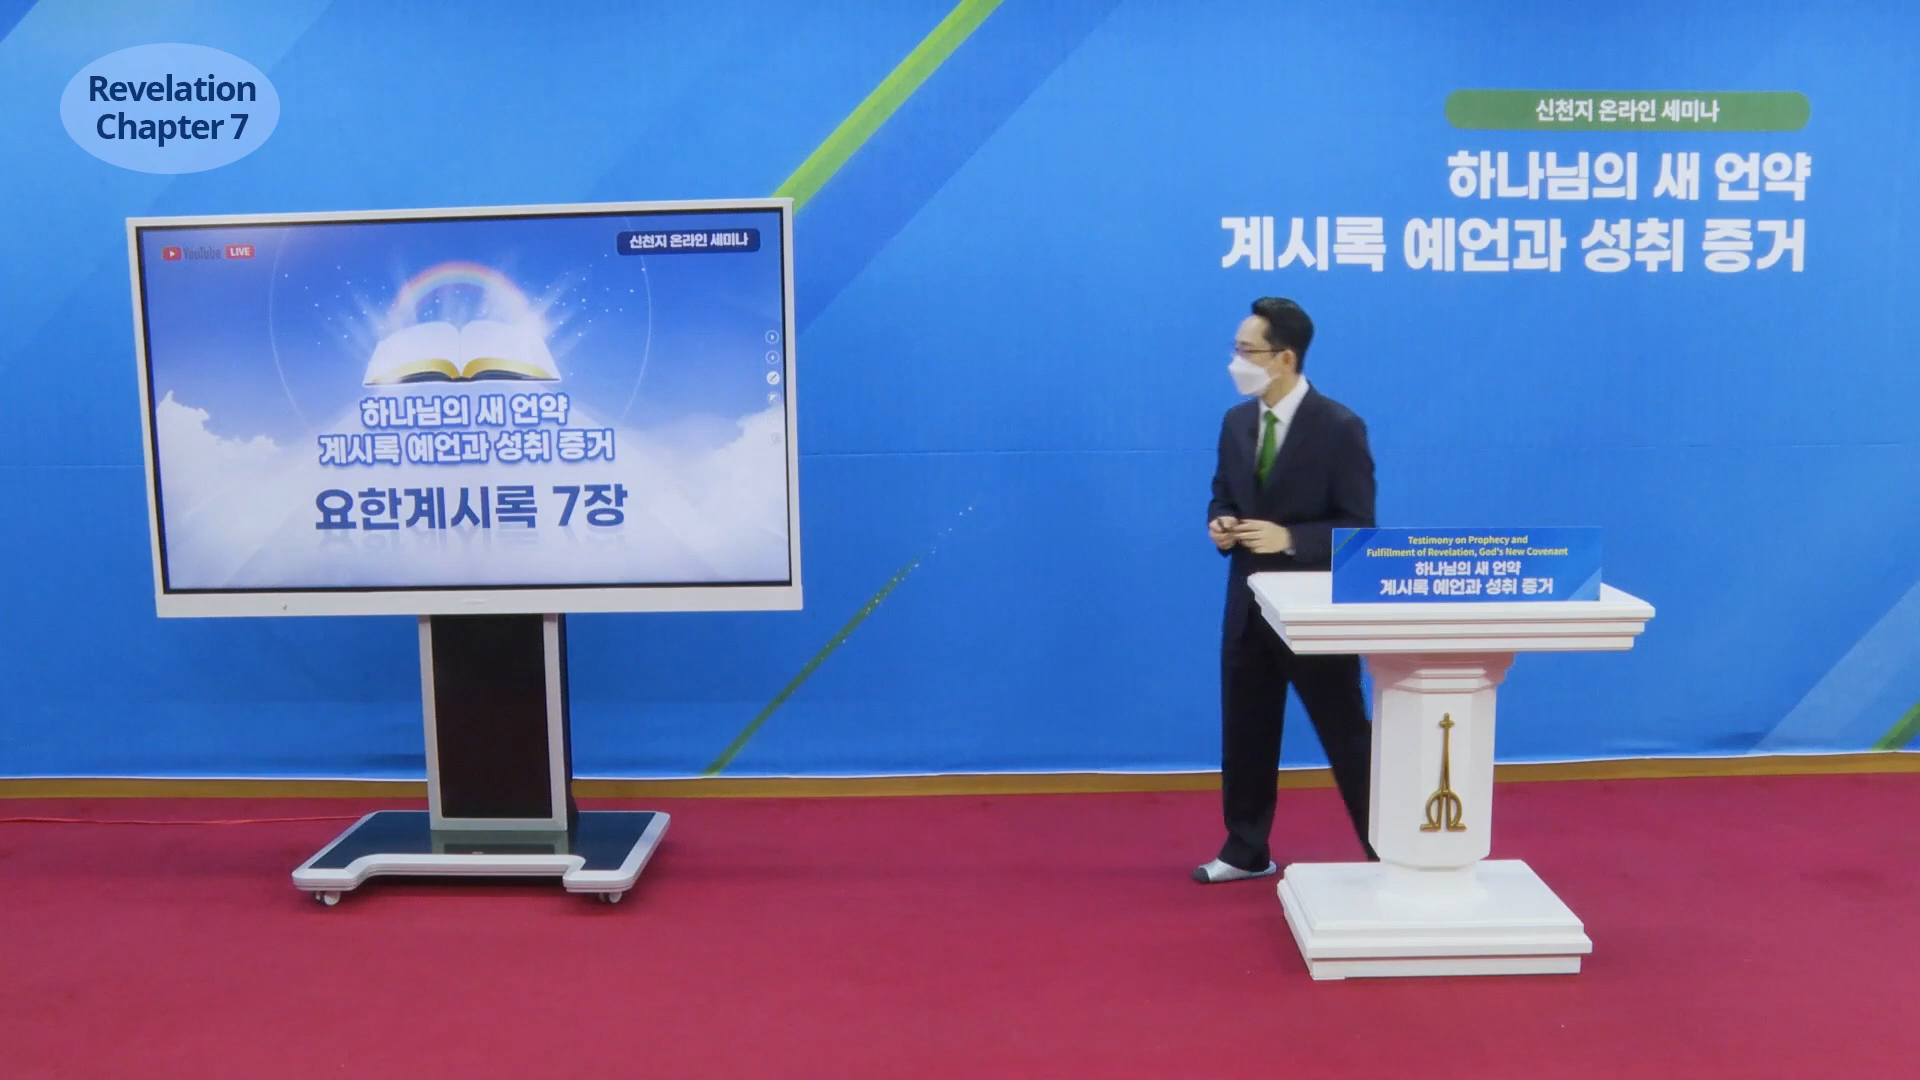 Revelation
Chapter 7
신천지 온라인 세미나
하나님의 새 언약
계시록 예언과 성취 증거
YouTube LIVE
신천지 온라인 세미나
하나님의 새 언약
계시록 예언과 성취 증거
요한계시록 7장
Testimony on Prophecy and
Fulfillment of Revelation, God's New Covenant
하나님의 새 언약
계시록 예언과 성취 증거